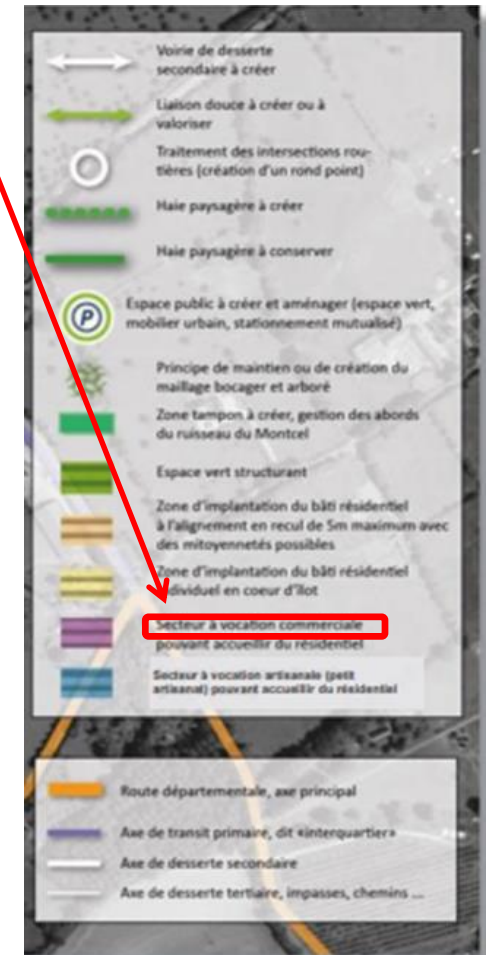 Voirie de desserte
secondaire à créer
Liaison douce à créer ou à
valoriser
Traitement des intersections rou-
tières (création d'un rond point)
Haie paysagère à créer
Haie paysagère à conserver
P
Espace public à créer et aménager (espace vert,
mobilier urbain, stationnement mutualisé)
Principe de maintien ou de création du
maillage bocager et arboré
Zone tampon à créer, gestion des abords
du ruisseau du Montcel
Espace vert structurant
Zone d'implantation du bâti résidentiel
à l'alignement en recul de 5m maximum avec
des mitoyennetés possibles
Zone d'implantation du bâti résidentiel
individuel en coeur d'îlot
Secteur à vocation commerciale
pouvant accueillir du résidentiel
Secteur à vocation artisanale (petit
artisanat) pouvant accueillir du résidentiel
Route départementale, axe principal
Axe de transit primaire, dit «interquartier»
Axe de desserte secondaire
Axe de desserte tertiaire, impasses, chemins ...